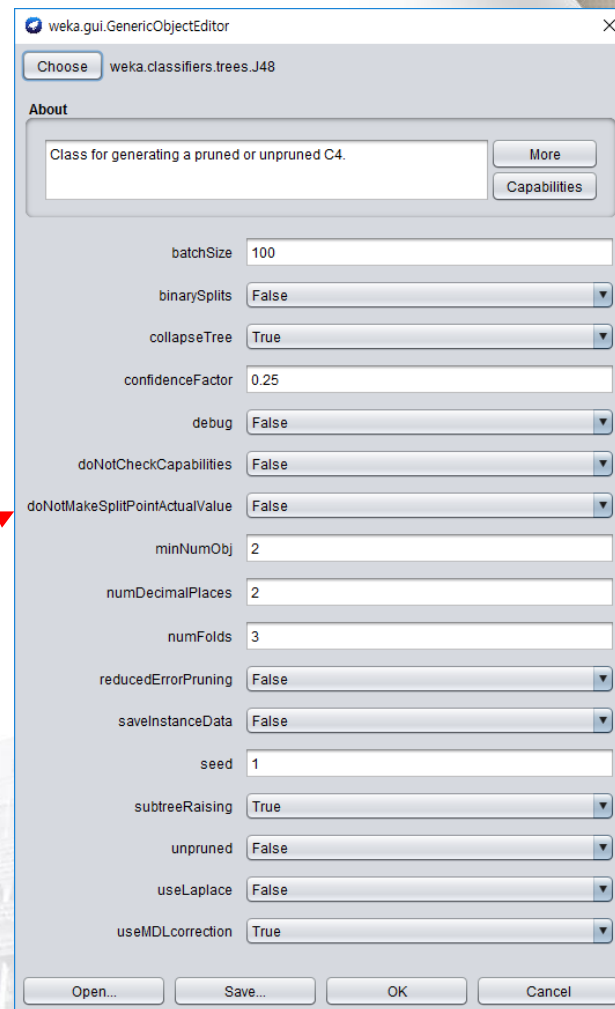 weka.gui.GenericObjectEditor
Choose weka.classifiers.trees.J48
About
Class for generating a pruned or unpruned C4.
More
Capabilities
batchSize 100
binarySplits False
collapseTree True
confidenceFactor 0.25
debug False
doNotCheckCapabilities False
doNotMakeSplitPointActualValue False
minNumObj 2
numDecimalPlaces 2
numFolds 3
reducedErrorPruning False
saveInstanceData False
seed 1
subtreeRaising True
unpruned False
useLaplace False
useMDLcorrection True
Open... Save... OK Cancel